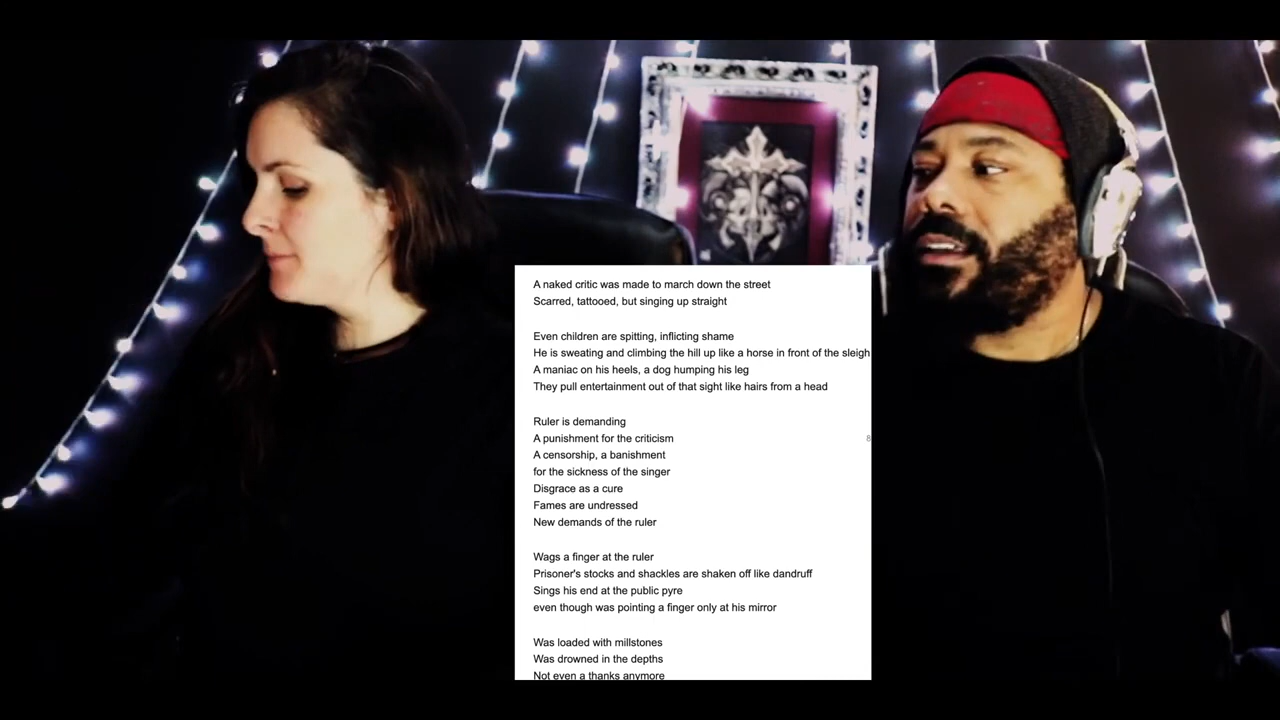 A naked critic was made to march down the street
Scarred, tattooed, but singing up straight
Even children are spitting, inflicting shame
He is sweating and climbing the hill up like a horse in front of the sleigh
A maniac on his heels, a dog humping his leg
They pull entertainment out of that sight like hairs from a head
Ruler is demanding
A punishment for the criticism
8
A censorship, a banishment
for the sickness of the singer
Disgrace as a cure
Fames are undressed
New demands of the ruler
Wags a finger at the ruler
Prisoner's stocks and shackles are shaken off like dandruff
Sings his end at the public pyre
even though was pointing a finger only at his mirror
Was loaded with millstones
Was drowned in the depths
Not even a thanks anymore